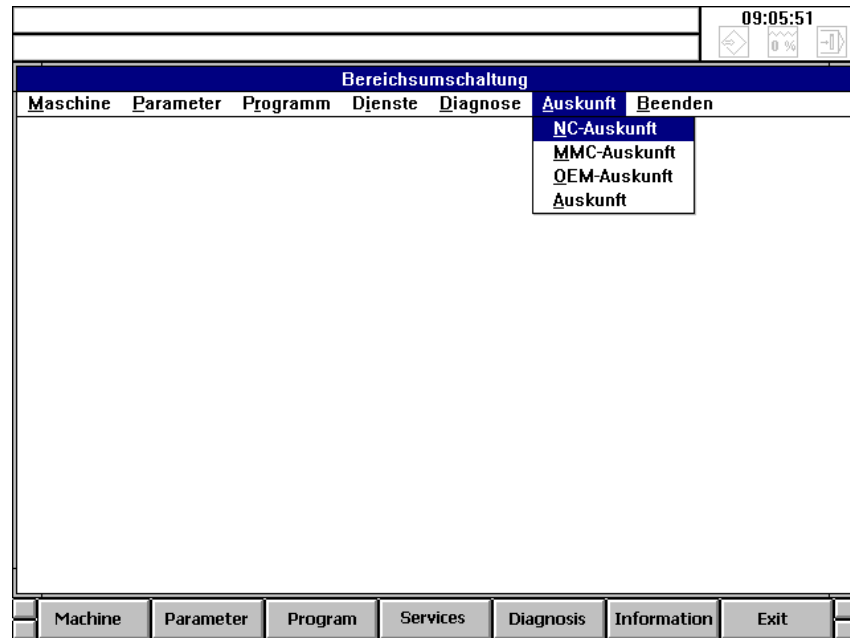 09:05:51
0 %
Bereichsumschaltung
Maschine Parameter Programm Dienste Diagnose Auskunft Beenden
NC-Auskunft
MMC-Auskunft
OEM-Auskunft
Auskunft
Machine Parameter Program Services Diagnosis Information Exit